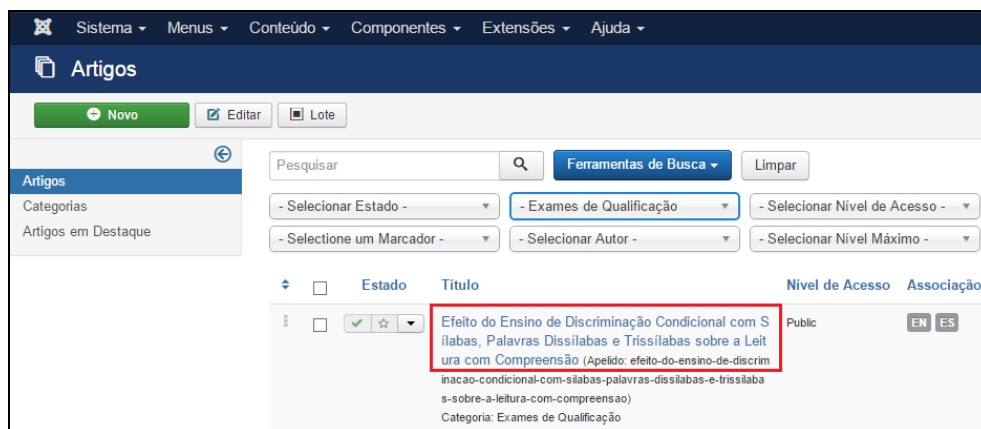 Sistema Menus Conteúdo Componentes Extensões Ajuda
Artigos
Novo Editar Lote
Pesquisar Ferramentas de Busca Limpar
Artigos
Categorias
Artigos em Destaque
- Selecionar Estado - - Exames de Qualificação - Selecionar Nível de Acesso -
- Selectione um Marcador - - Selecionar Autor - - Selecionar Nível Máximo -
Estado Título Nível de Acesso Associação
Efeito do Ensino de Discriminação Condicional com S
ílabas, Palavras Dissílabas e Trissílabas sobre a Leit
ura com Compreensão (Apelido: efeito-do-ensino-de-discrim
inacao-condicional-com-silabas-palavras-dissilabas-e-trissilaba
s-sobre-a-leitura-com-compreensao)
Categoria: Exames de Qualificação
Public EN ES